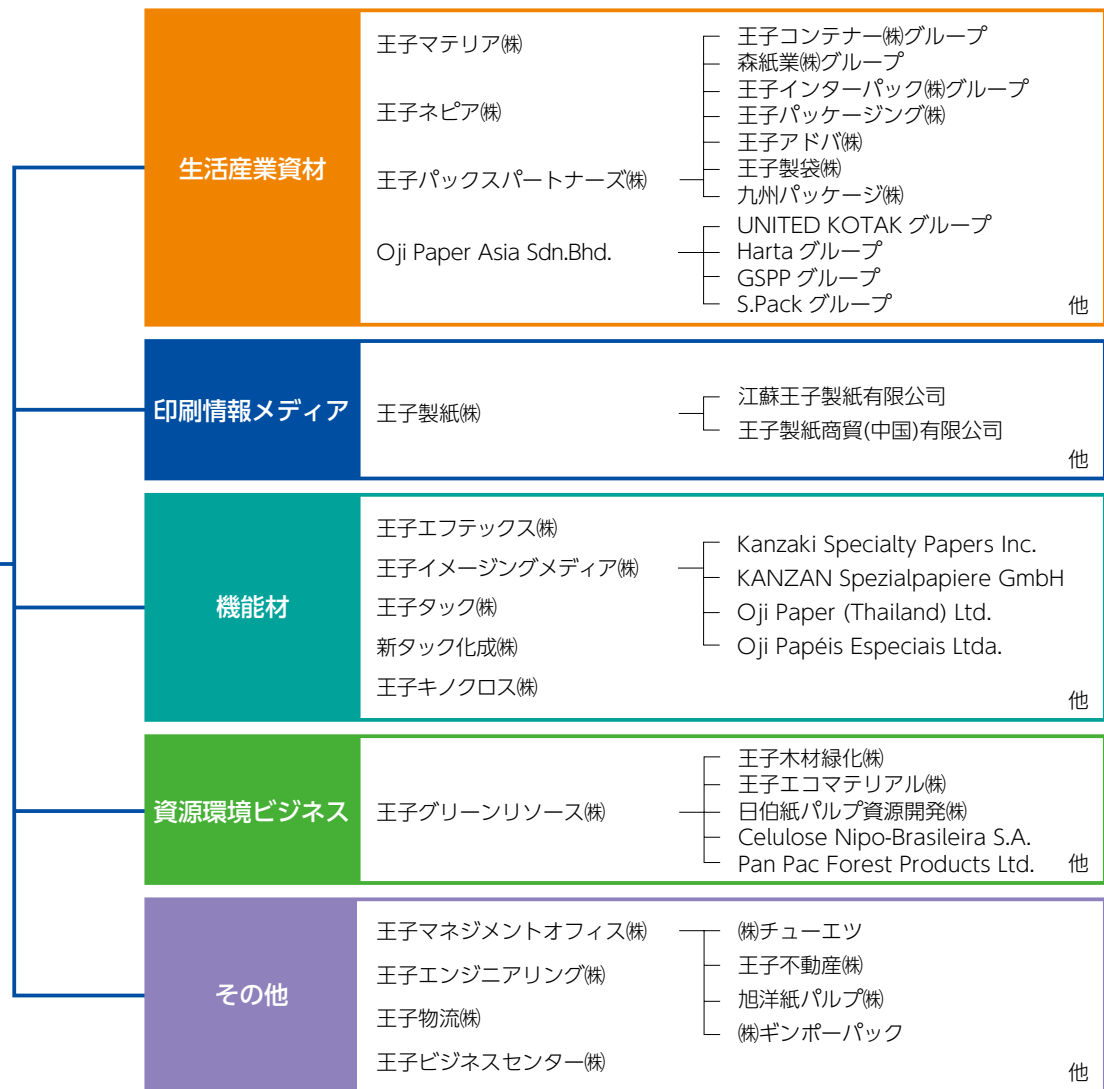 生活産業資材
王子マテリア㈱
王子ネピア㈱
王子パックスパートナーズ㈱
王子コンテナー㈱グループ
森紙業㈱グループ
王子インターパック㈱グループ
王子パッケージング㈱
王子アドバ㈱
王子製袋㈱
九州パッケージ㈱
Oji Paper Asia Sdn.Bhd.
UNITED KOTAK グループ
Harta グループ
GSPP グループ
S.Pack グループ
他
印刷情報メディア
王子製紙㈱
江蘇王子製紙有限公司
王子製紙商貿(中国)有限公司
他
機能材
王子エフテックス㈱
王子イメージングメディア㈱
王子タック㈱
新タック化成㈱
王子キノクロス㈱
Kanzaki Specialty Papers Inc.
KANZAN Spezialpapiere GmbH
Oji Paper (Thailand) Ltd.
Oji Papéis Especiais Ltda.
他
資源環境ビジネス
王子グリーンリソース㈱
王子木材緑化㈱
王子エコマテリアル㈱
日伯紙パルプ資源開発㈱
Celulose Nipo-Brasileira S.A.
Pan Pac Forest Products Ltd.
他
その他
王子マネジメントオフィス㈱
王子エンジニアリング㈱
王子物流㈱
王子ビジネスセンター㈱
㈱チューエツ
王子不動産㈱
旭洋紙パルプ㈱
㈱ギンポーパック
他